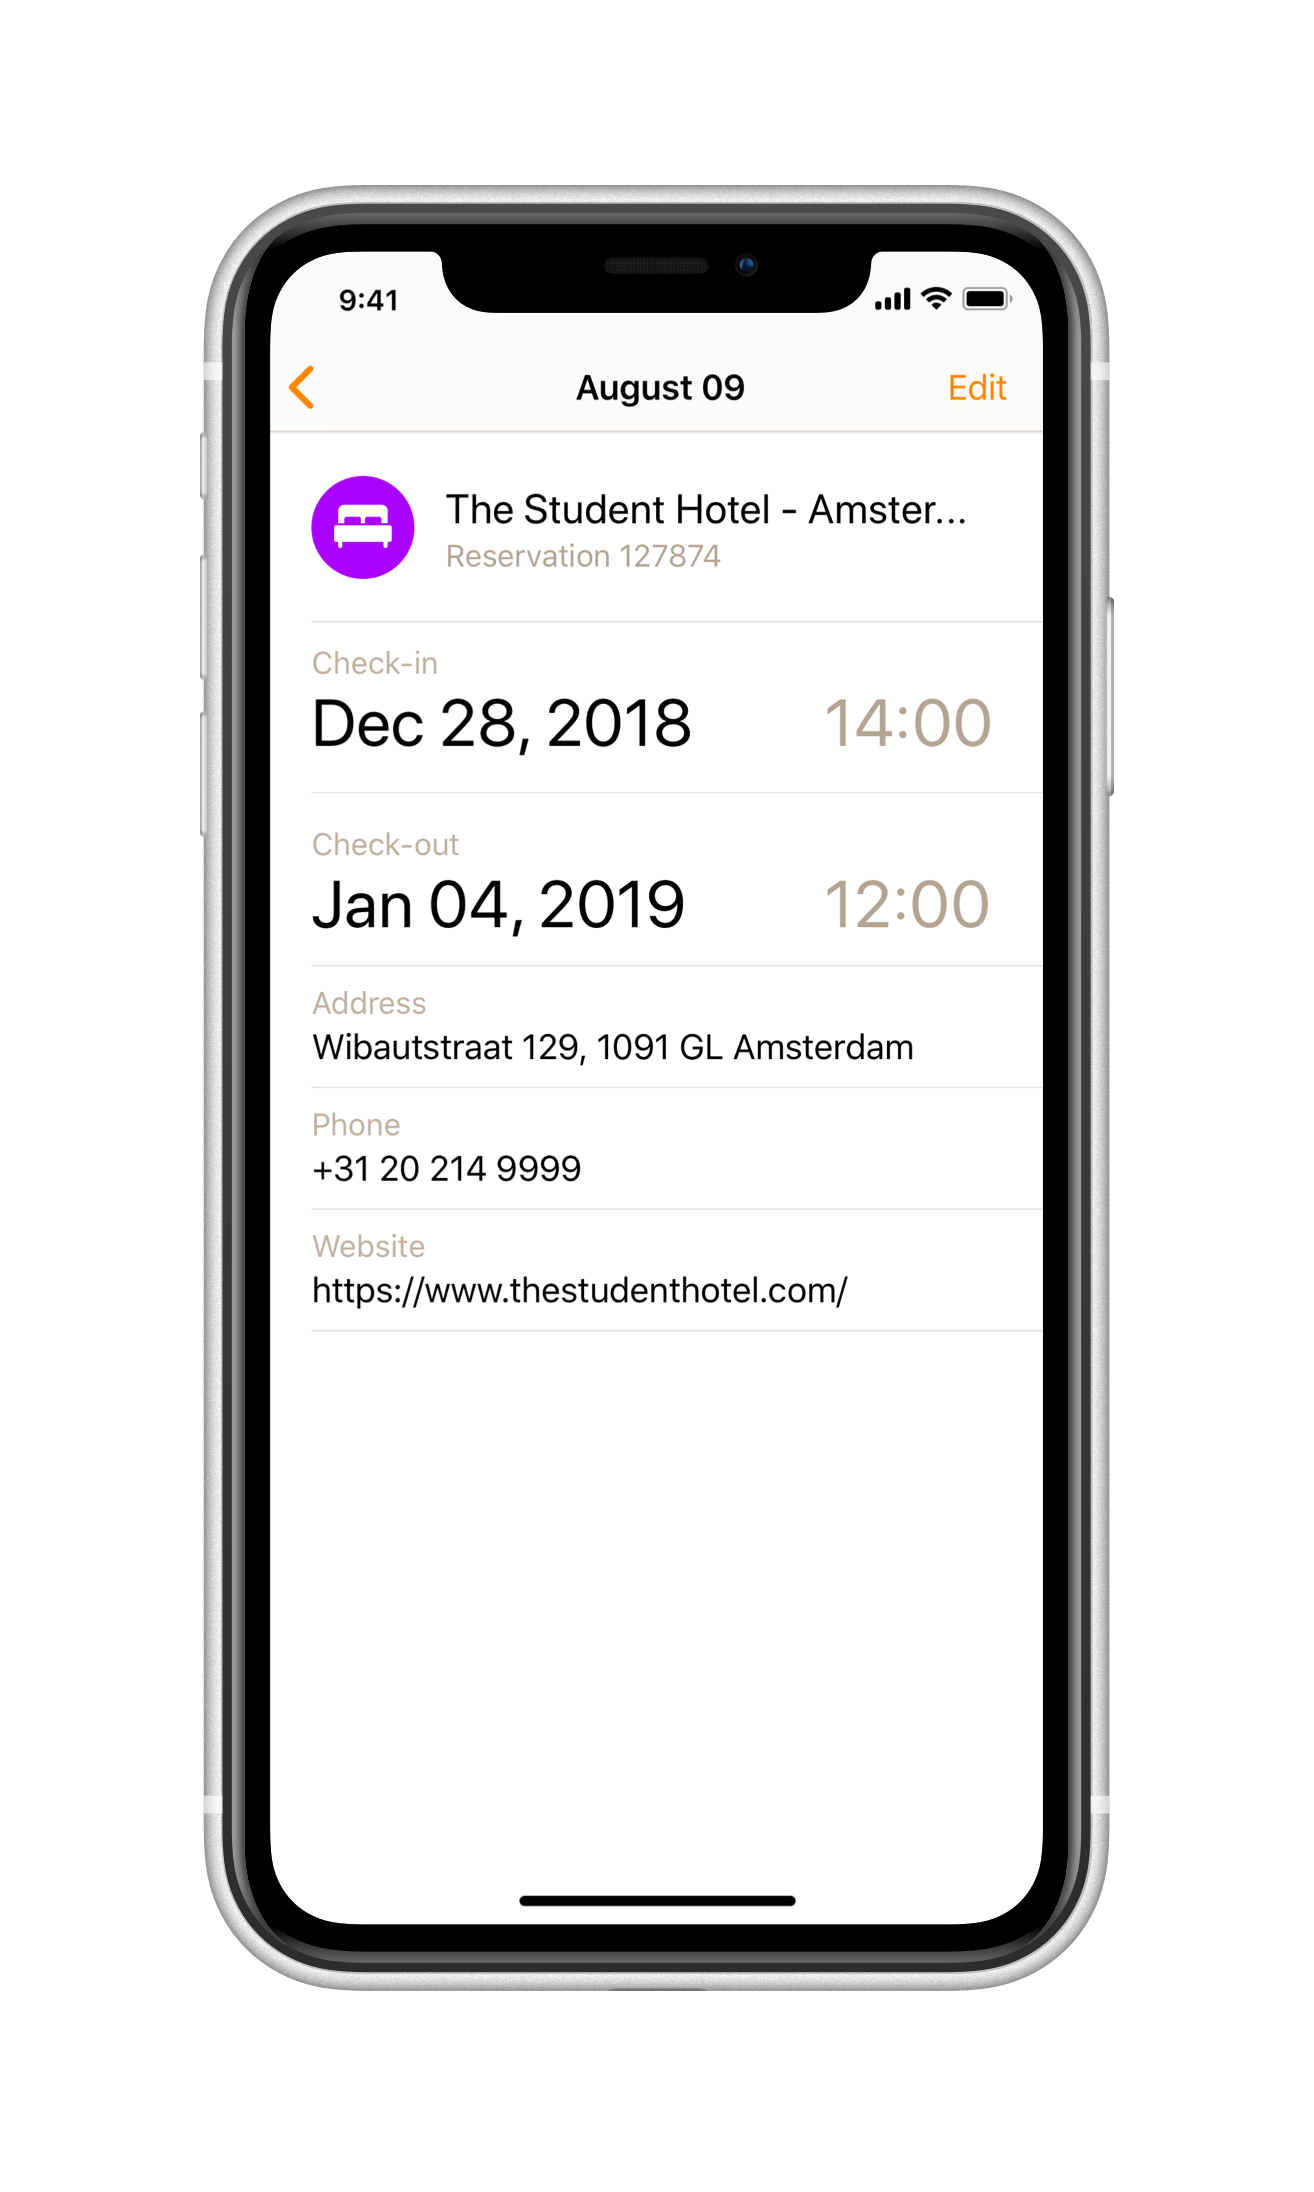 9:41
August 09
Edit
The Student Hotel - Amster...
Reservation 127874
Check-in
Dec 28, 2018
14:00
Check-out
Jan 04, 2019
12:00
Address
Wibautstraat 129, 1091 GL Amsterdam
Phone
+31 20 214 9999
Website
https://www.thestudenthotel.com/